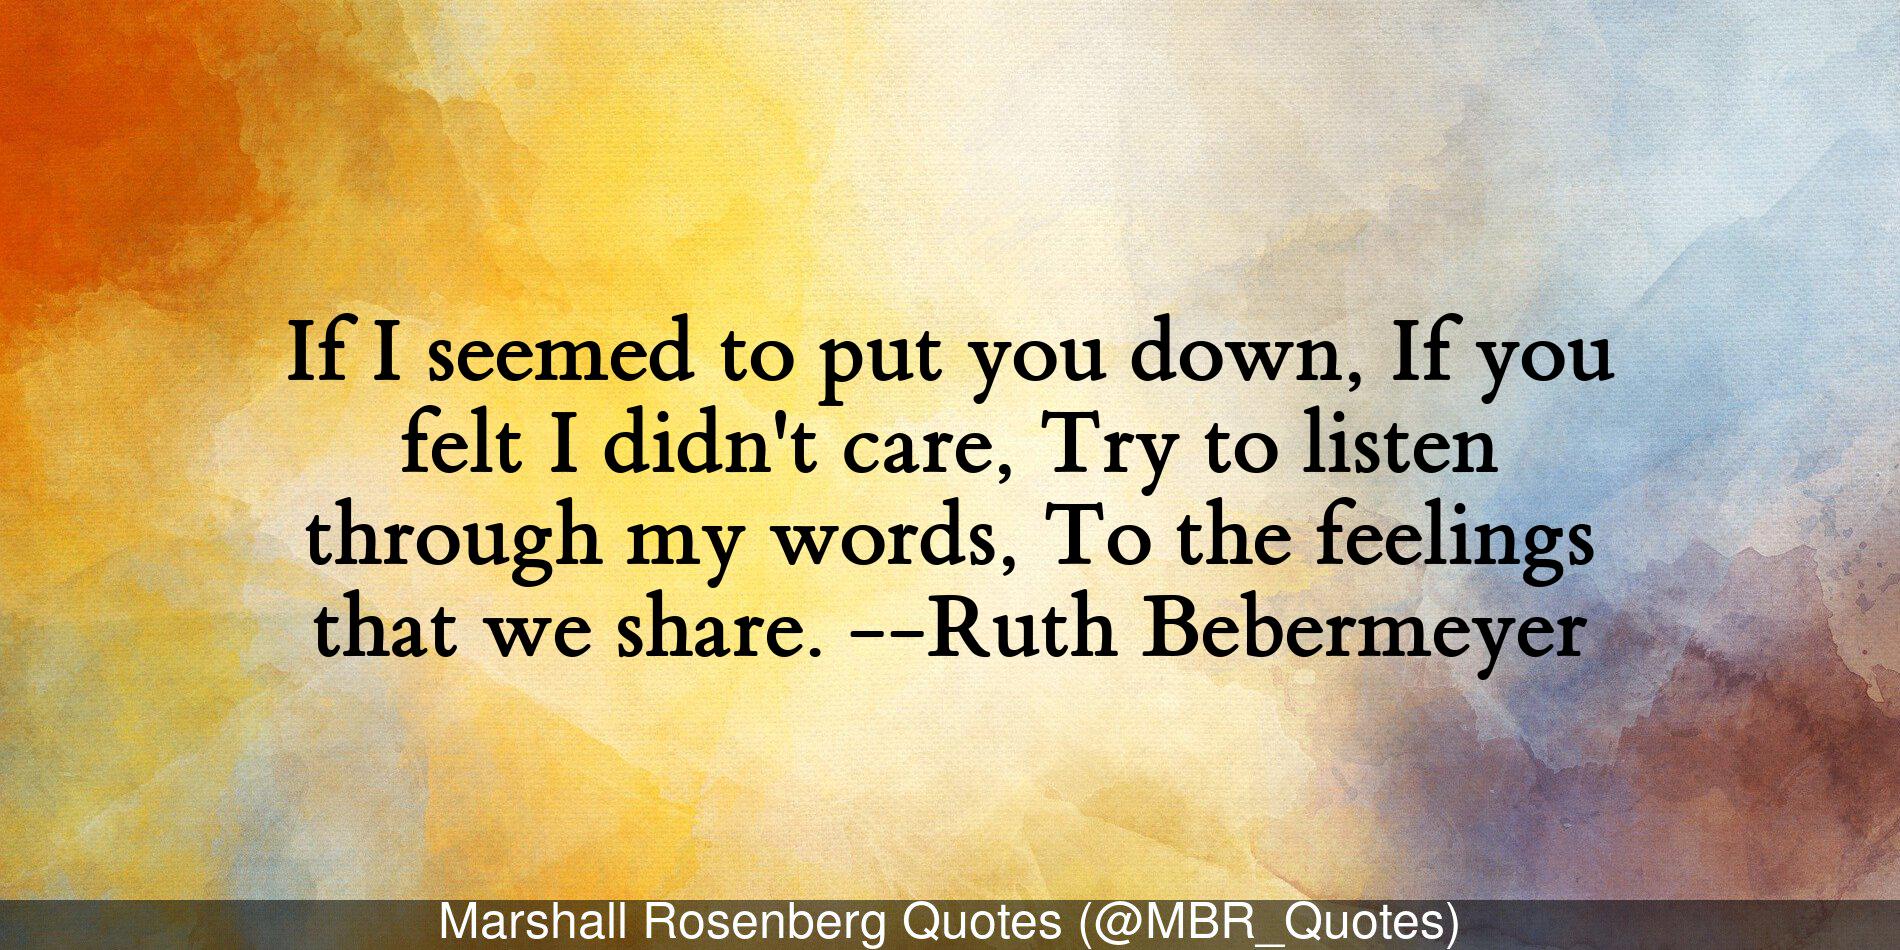 If I seemed to put you down, If you
felt I didn't care, Try to listen
through my words, To the feelings
that we share. --Ruth Bebermeyer
Marshall Rosenberg Quotes (@MBR_Quotes)